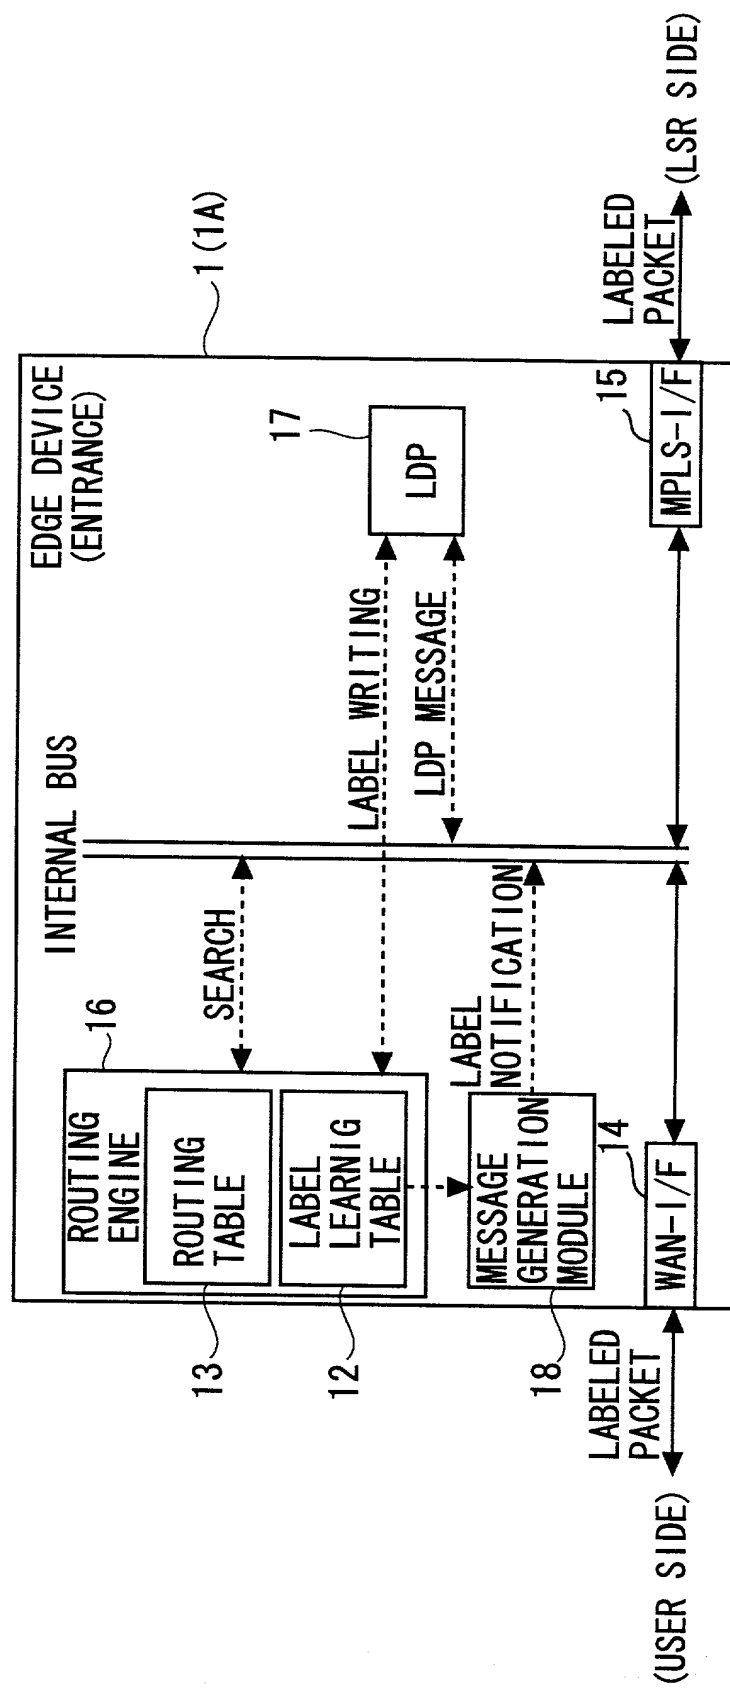 EDGE DEVICE
(ENTRANCE)
1(1A)
INTERNAL BUS
16
ROUTING
ENGINE
ROUTING
TABLE
13
LABEL
LEARNIG
TABLE
12
SEARCH
LABEL WRITING
LDP MESSAGE
17
LDP
LABEL
NOTIFICATION
MESSAGE
GENERATION
MODULE
18
14
WAN-I/F
15
MPLS-I/F
LABELED
PACKET
(USER SIDE)
LABELED
PACKET
(LSR SIDE)